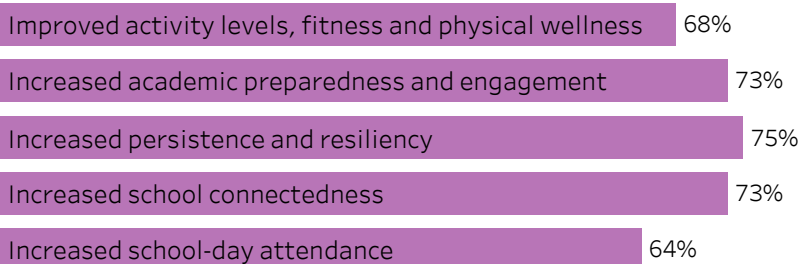 Improved activity levels, fitness and physical wellness 68%
Increased academic preparedness and engagement 73%
Increased persistence and resiliency 75%
Increased school connectedness 73%
Increased school-day attendance 64%